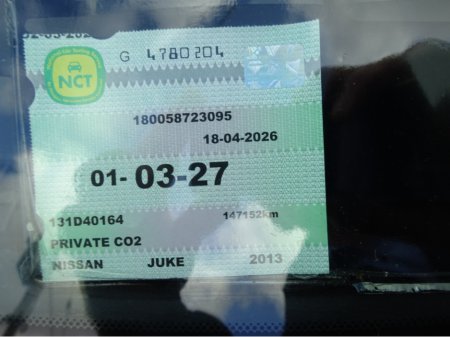 G 4780204
NCT
180058723095
18-04-2026
01- 03-27
131D40164 147152km
PRIVATE CO2
NISSAN JUKE 2013